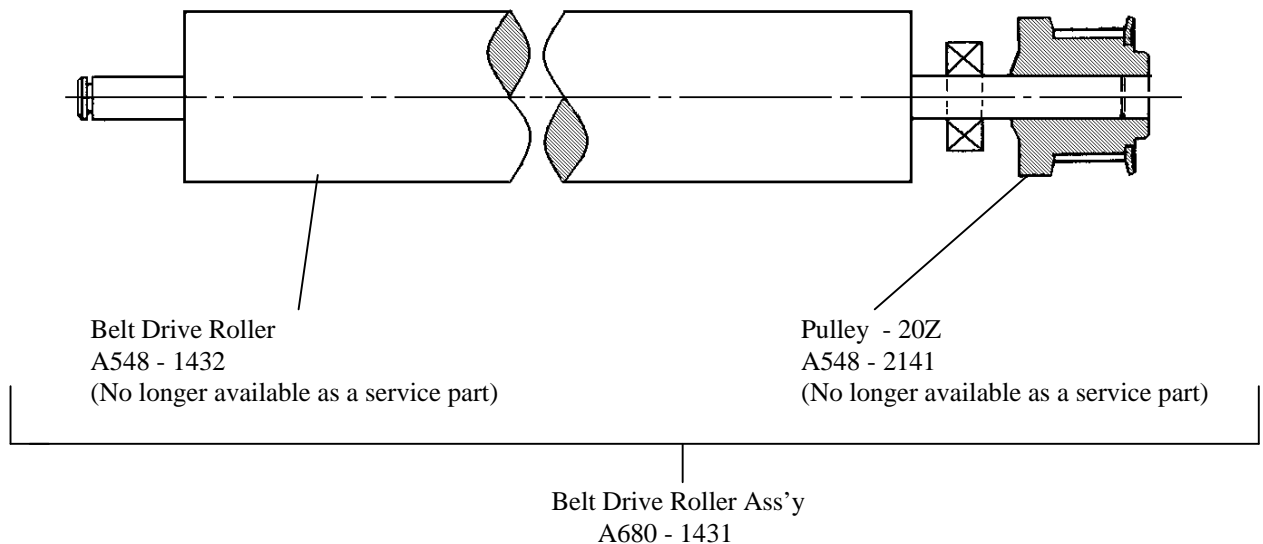 Belt Drive Roller
A548 - 1432
(No longer available as a service part)
Pulley - 20Z
A548 - 2141
(No longer available as a service part)
Belt Drive Roller Ass’y
A680 - 1431